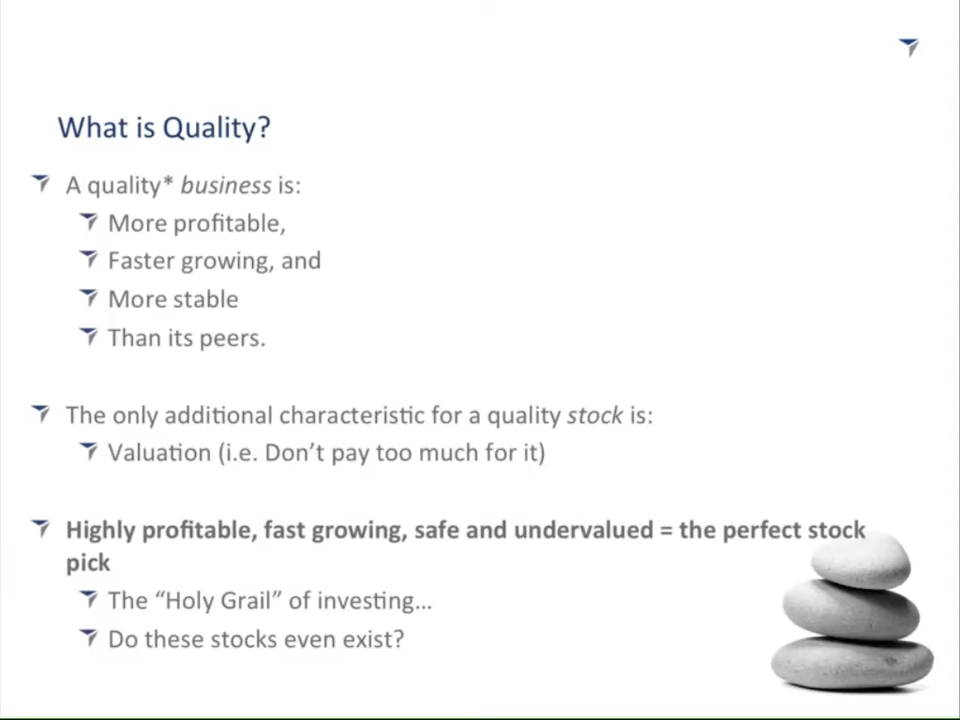 What is Quality?
A quality* business is:
More profitable,
Faster growing, and
More stable
Than its peers.
The only additional characteristic for a quality stock is:
Valuation (i.e. Don’t pay too much for it)
Highly profitable, fast growing, safe and undervalued = the perfect stock
pick
The “Holy Grail” of investing…
Do these stocks even exist?